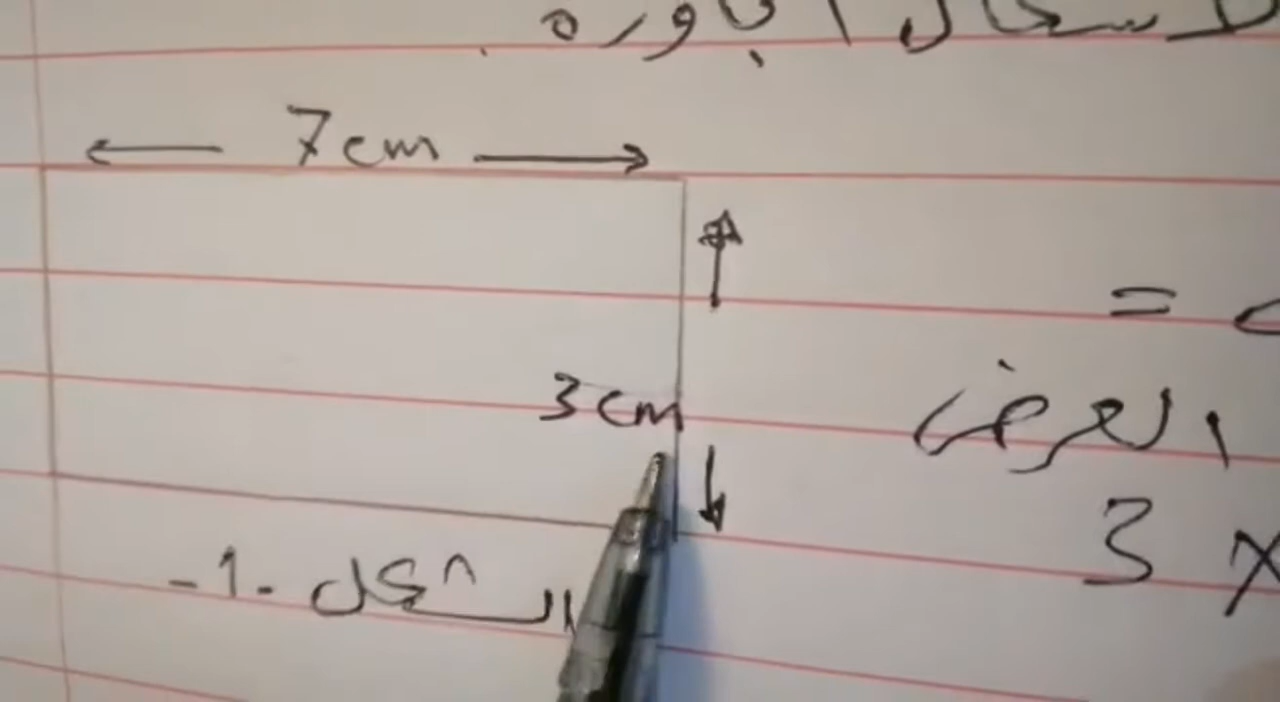 7cm
=
3cm
العرض
3 ×
الشكل -1-